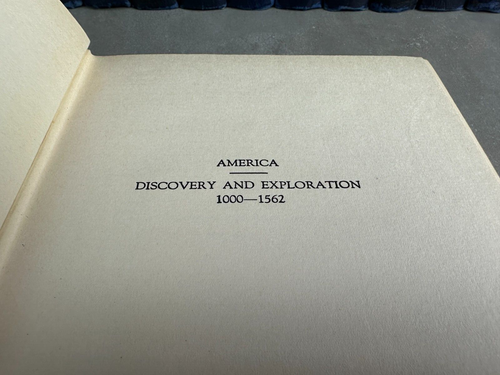 AMERICA
DISCOVERY AND EXPLORATION
1000—1562